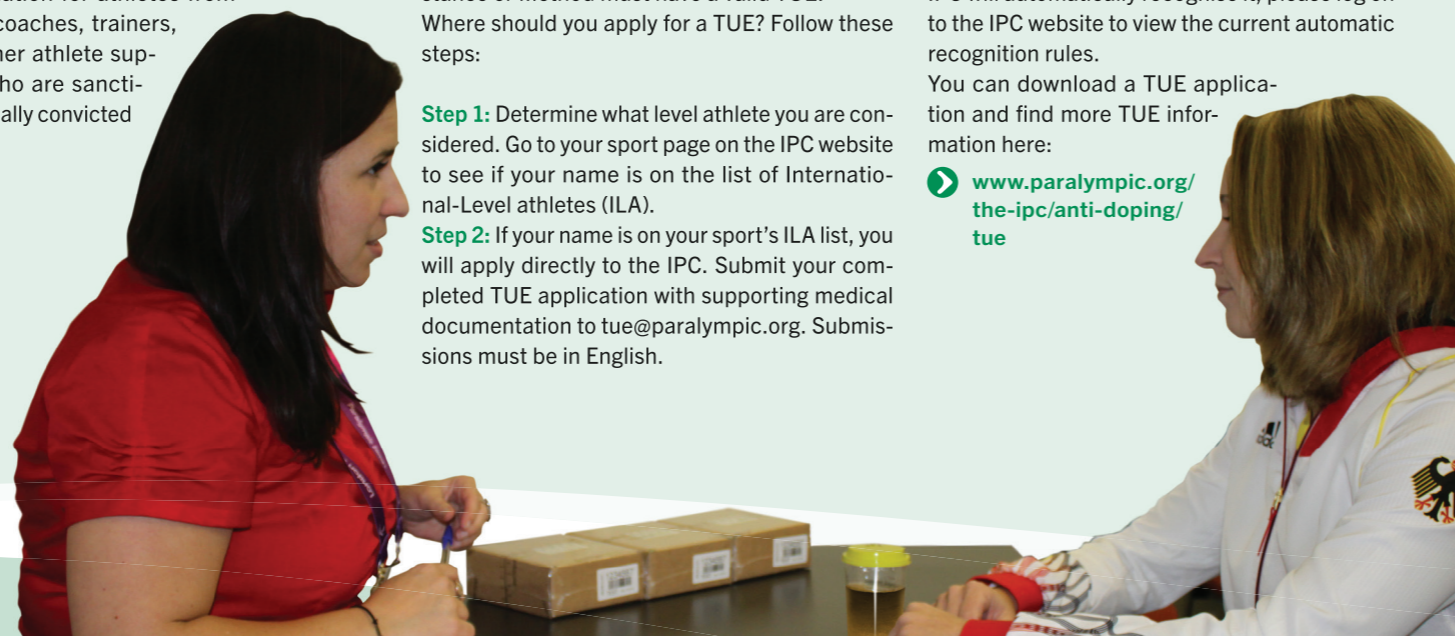 coaches, trainers,
her athlete sup-
ho are sancti-
ally convicted
Where should you apply for a TUE? Follow these
steps:
Step 1: Determine what level athlete you are con-
sidered. Go to your sport page on the IPC website
to see if your name is on the list of Internatio-
nal-Level athletes (ILA).
Step 2: If your name is on your sport's ILA list, you
will apply directly to the IPC. Submit your com-
pleted TUE application with supporting medical
documentation to tue@paralympic.org. Submis-
sions must be in English.
to the IPC website to view the current automatic
recognition rules.
You can download a TUE applica-
tion and find more TUE infor-
mation here:
www.paralympic.org/
the-ipc/anti-doping/
tue